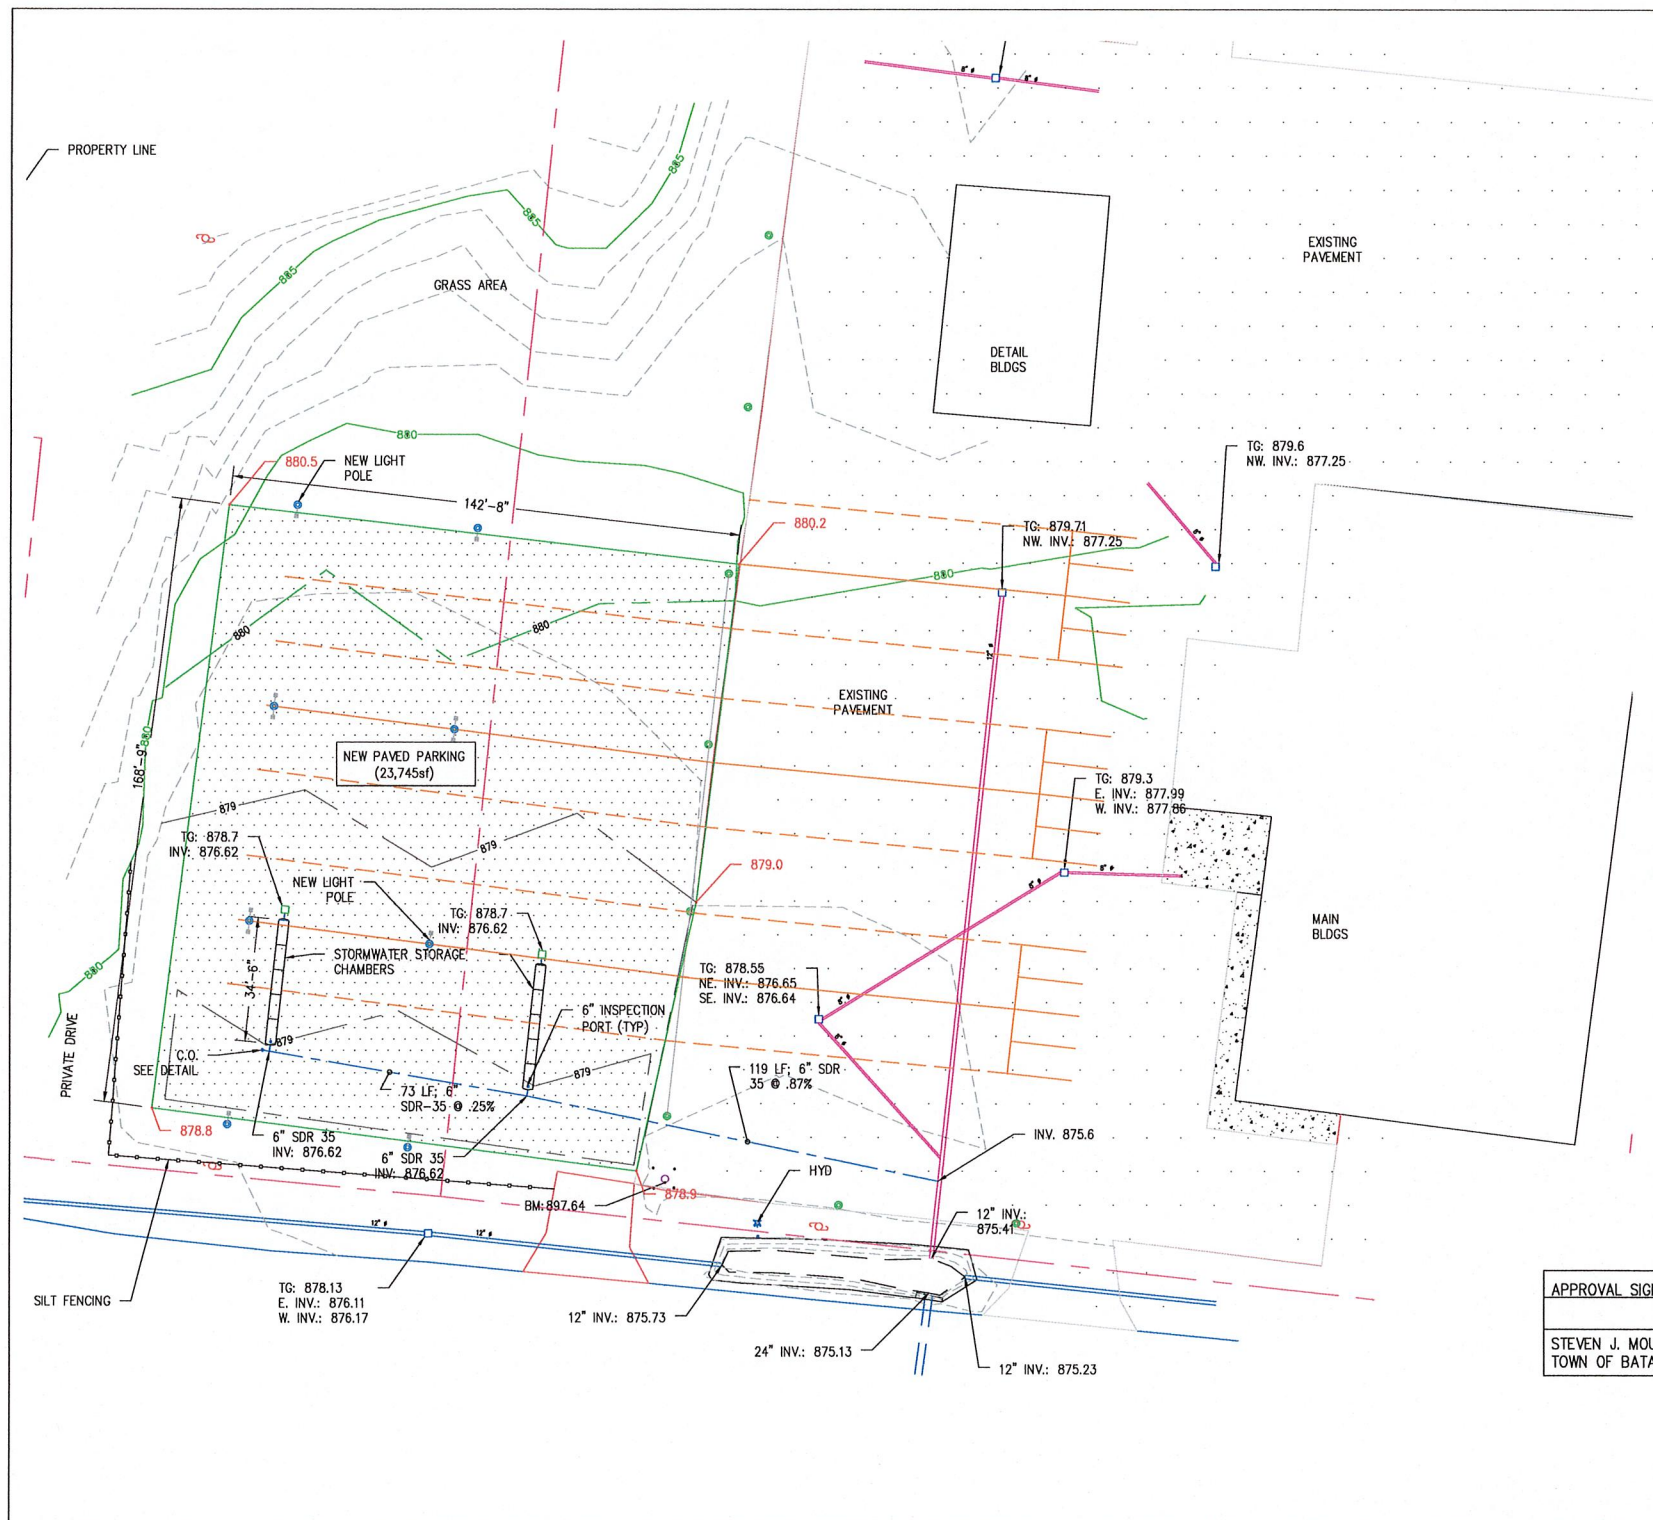 PROPERTY LINE
8" ø
8" ø
885
885
885
GRASS AREA
EXISTING
PAVEMENT
DETAIL
BLDGS
880
TG: 879.6
NW. INV.: 877.25
880.5
NEW LIGHT
POLE
142'-8"
880.2
TG: 879.71
NW. INV.: 877.25
880
880
880
12" ø
EXISTING
PAVEMENT
880
168'-9"
NEW PAVED PARKING
(23,745sf)
TG: 879.3
E. INV.: 877.99
W. INV.: 877.86
879
TG: 878.7
INV: 876.62
879
879.0
8" ø
NEW LIGHT
POLE
TG: 878.7
INV: 876.62
MAIN
BLDGS
STORMWATER STORAGE
CHAMBERS
34'-6"
TG: 878.55
NE. INV.: 876.65
SE. INV.: 876.64
880
6" INSPECTION
PORT (TYP)
PRIVATE DRIVE
879
C.O.
SEE DETAIL
879
73 LF; 6"
SDR-35 @ .25%
119 LF; 6" SDR
35 @ .87%
878.8
6" SDR 35
INV: 876.62
6" SDR 35
INV: 876.62
INV. 875.6
HYD
878.9
BM:897.64
12" INV.:
875.41
12" ø
12" ø
SILT FENCING
TG: 878.13
E. INV.: 876.11
W. INV.: 876.17
12" INV.: 875.73
24" INV.: 875.13
12" INV.: 875.23
APPROVAL
STEVEN J.
TOWN OF